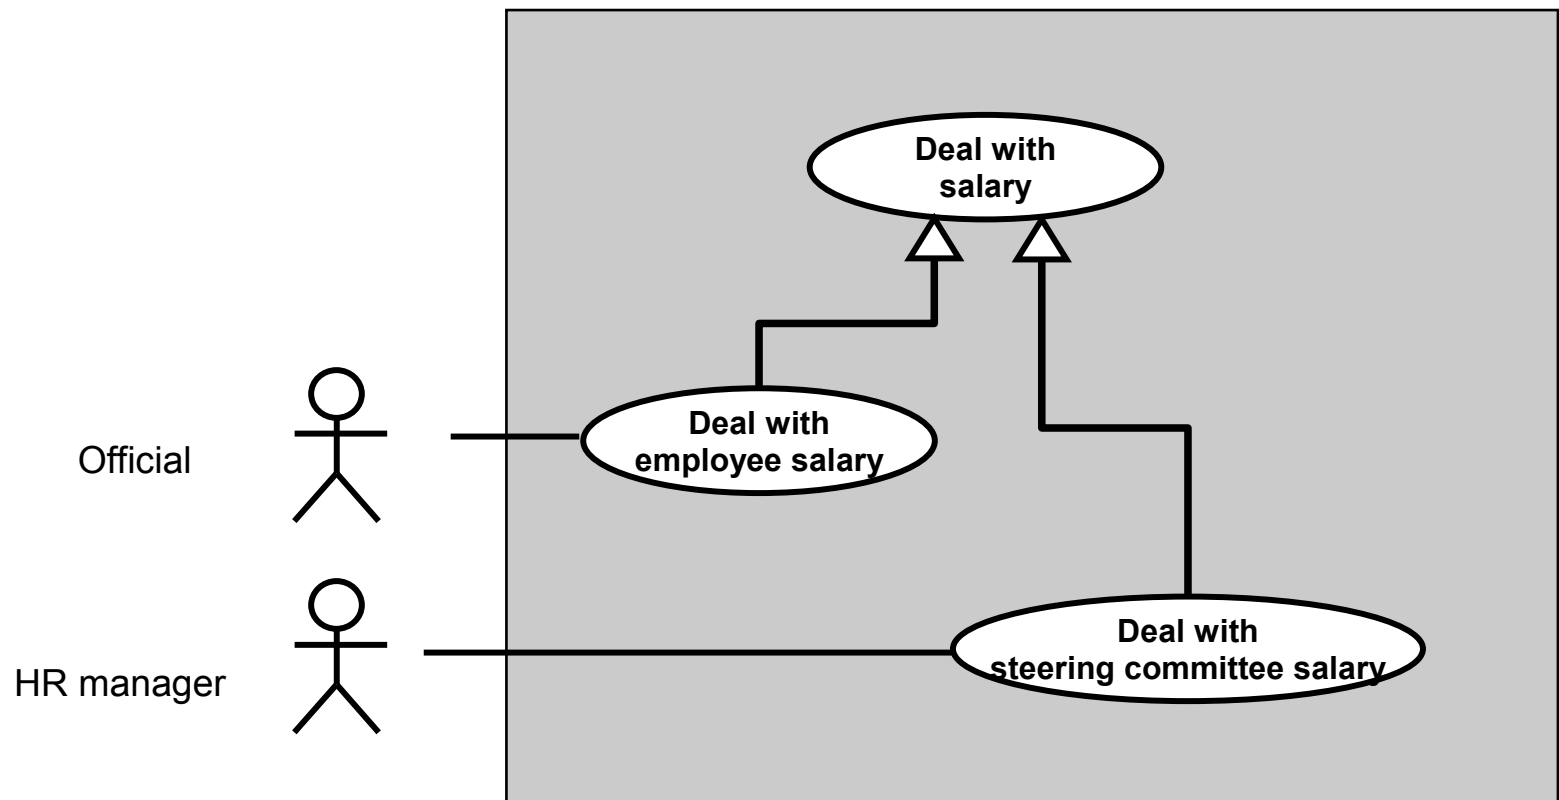 Deal with
salary
Deal with
employee salary
Official
Deal with
steering committee salary
HR manager